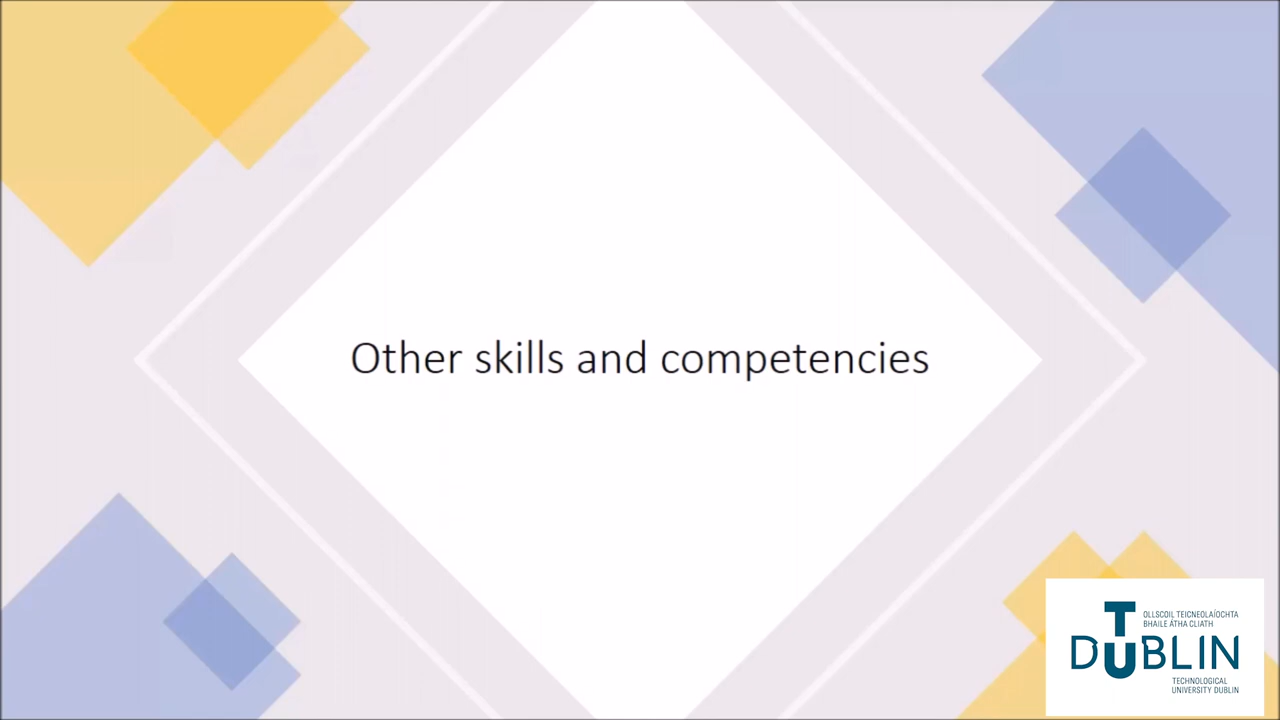 Other skills and competencies
OLLSCOIL TEICNEOLAÍOCHTA
BHAILE ÁTHA CLIATH
TU DUBLIN
TECHNOLOGICAL
UNIVERSITY DUBLIN